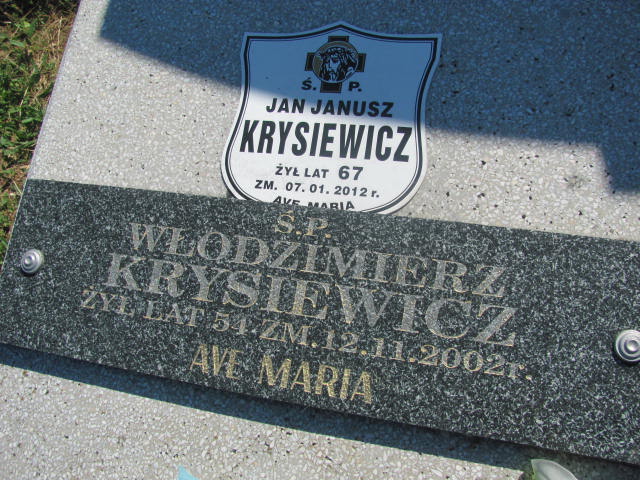 Ś. P.
JAN JANUSZ
KRYSIEWICZ
ŻYŁ LAT 67
ZM. 07. 01. 2012 r.
AVE MARIA
Ś.P.
WŁODZIMIERZ
KRYSIEWICZ
ŻYŁ LAT 54 ZM.12.11.2002r.
AVE MARIA